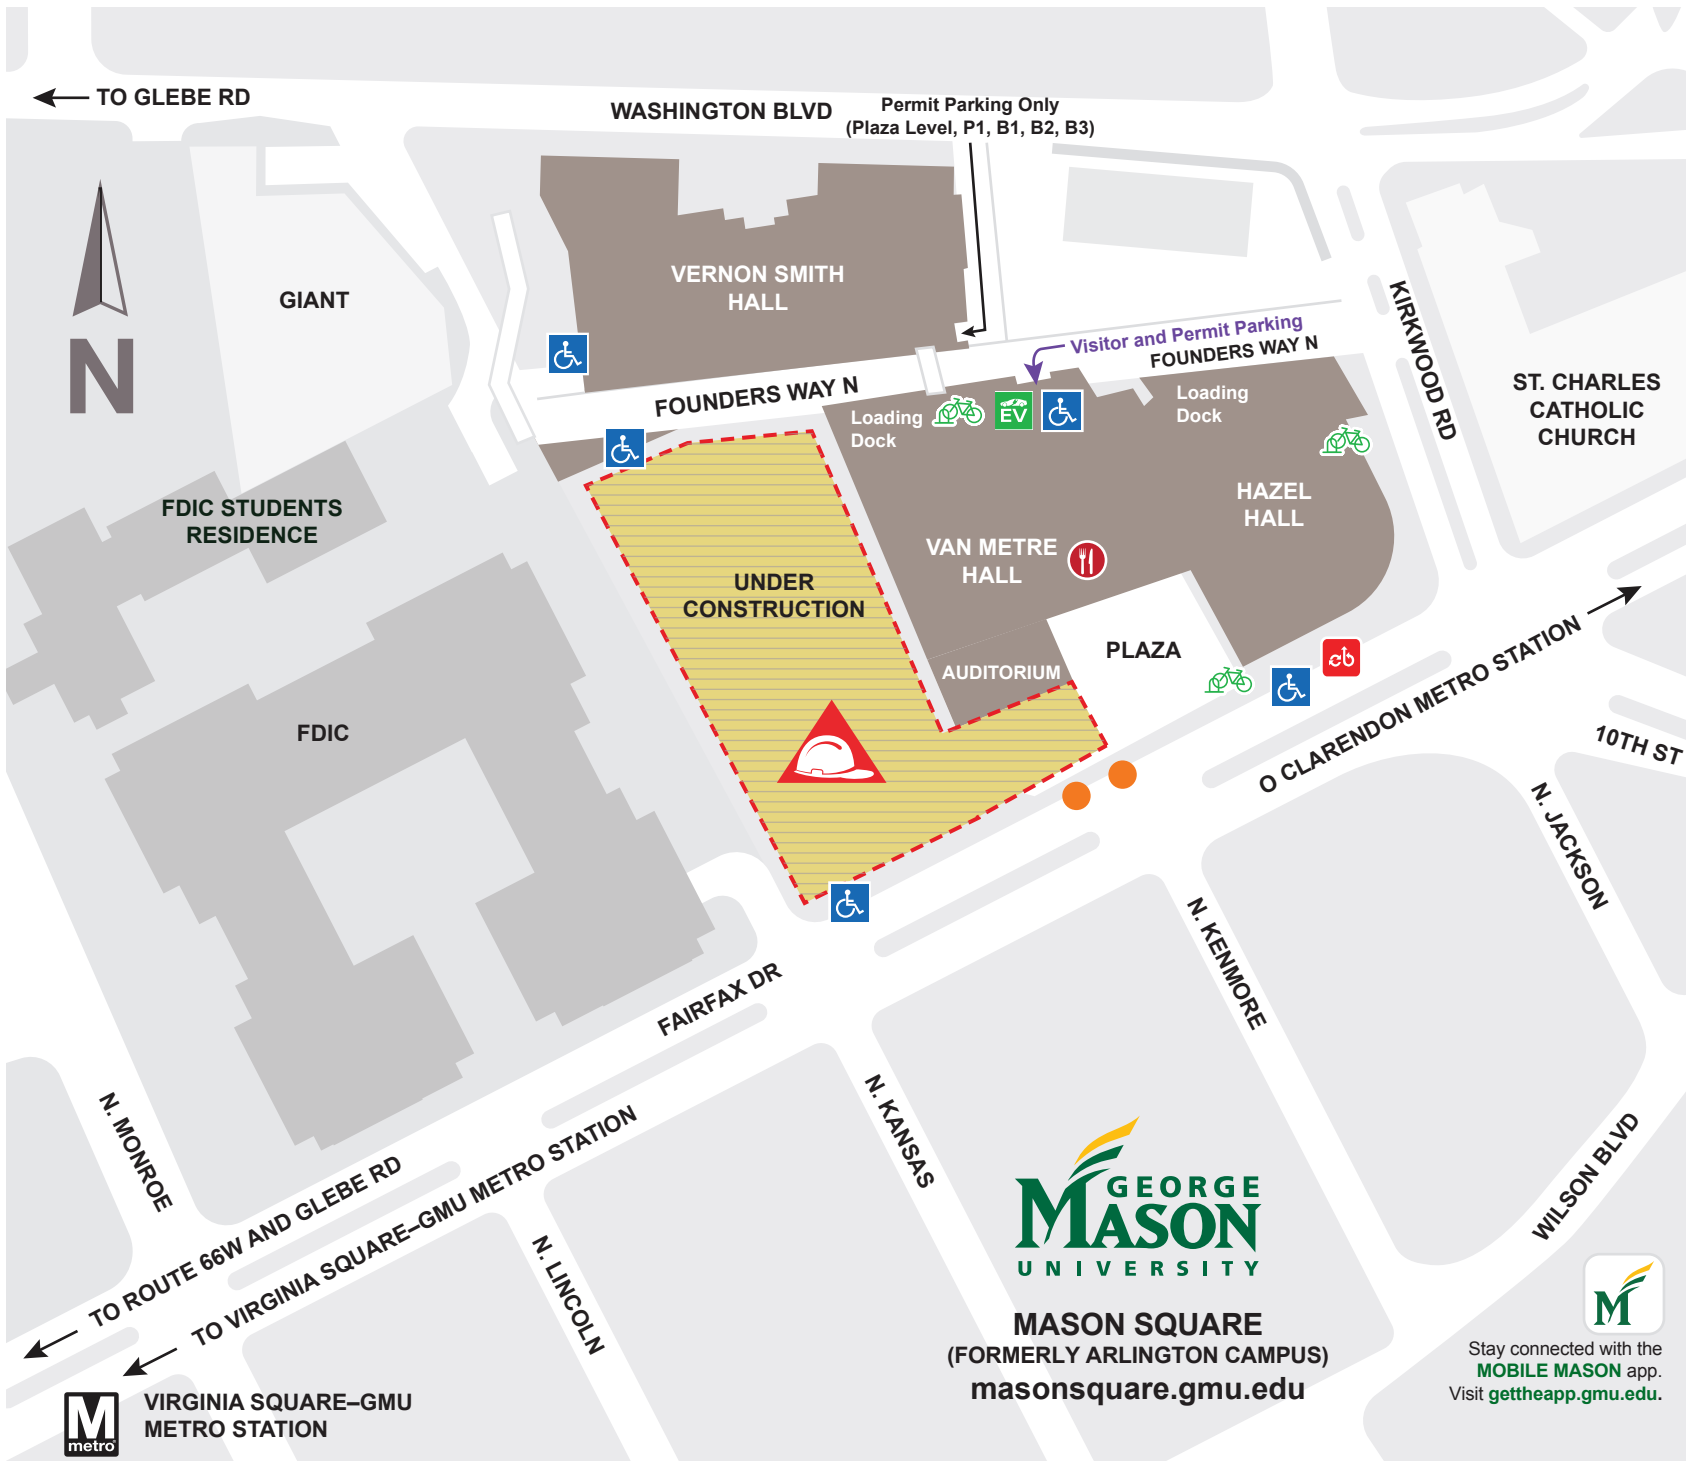 TO GLEBE RD
WASHINGTON BLVD
Permit Parking Only
(Plaza Level, P1, B1, B2, B3)
N
GIANT
VERNON SMITH
HALL
Visitor and Permit Parking
FOUNDERS WAY N
FOUNDERS WAY N
KIRKWOOD RD
ST. CHARLES
CATHOLIC
CHURCH
Loading
Dock
EV
Loading
Dock
FDIC STUDENTS
RESIDENCE
HAZEL
HALL
VAN METRE
HALL
UNDER
CONSTRUCTION
AUDITORIUM
PLAZA
cb
FDIC
O CLARENDON METRO STATION
10TH ST
N. JACKSON
N. KENMORE
FAIRFAX DR
N. KANSAS
N. MONROE
TO ROUTE 66W AND GLEBE RD
TO VIRGINIA SQUARE–GMU METRO STATION
N. LINCOLN
WILSON BLVD
GEORGE
MASON
UNIVERSITY
MASON SQUARE
(FORMERLY ARLINGTON CAMPUS)
masonsquare.gmu.edu
M
Stay connected with the
MOBILE MASON app.
Visit gettheapp.gmu.edu.
M
metro
VIRGINIA SQUARE–GMU
METRO STATION